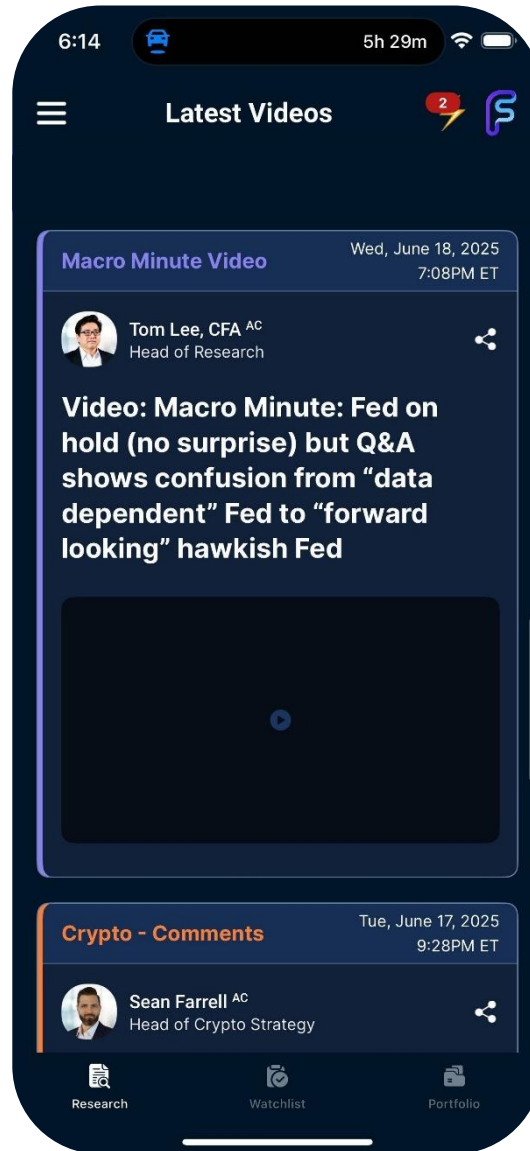 6:14
5h 29m
Latest Videos
2
Macro Minute Video
Wed, June 18, 2025
7:08PM ET
Tom Lee, CFA AC
Head of Research
Video: Macro Minute: Fed on
hold (no surprise) but Q&A
shows confusion from “data
dependent” Fed to “forward
looking” hawkish Fed
Crypto - Comments
Tue, June 17, 2025
9:28PM ET
Sean Farrell AC
Head of Crypto Strategy
Research
Watchlist
Portfolio